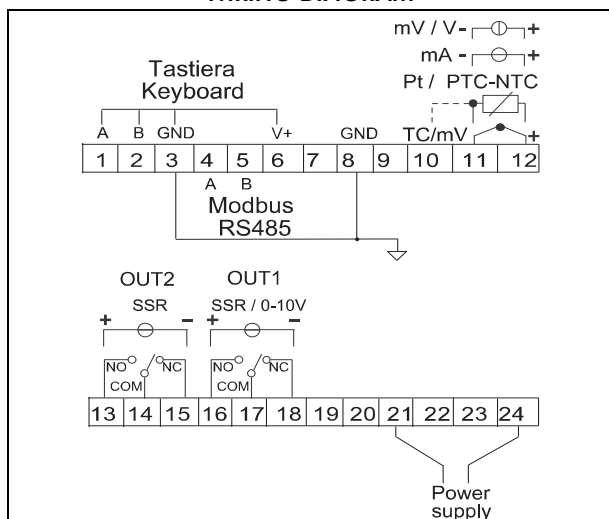 mV / V - +
mA - +
Tastiera
Keyboard
Pt / PTC-NTC
A B GND V+ GND TC/mV +
1 2 3 4 5 6 7 8 9 10 11 12
A B
Modbus
RS485
OUT2 OUT1
SSR SSR / 0-10V
+ - + -
NO NC NO NC
COM COM
13 14 15 16 17 18 19 20 21 22 23 24
Power
supply